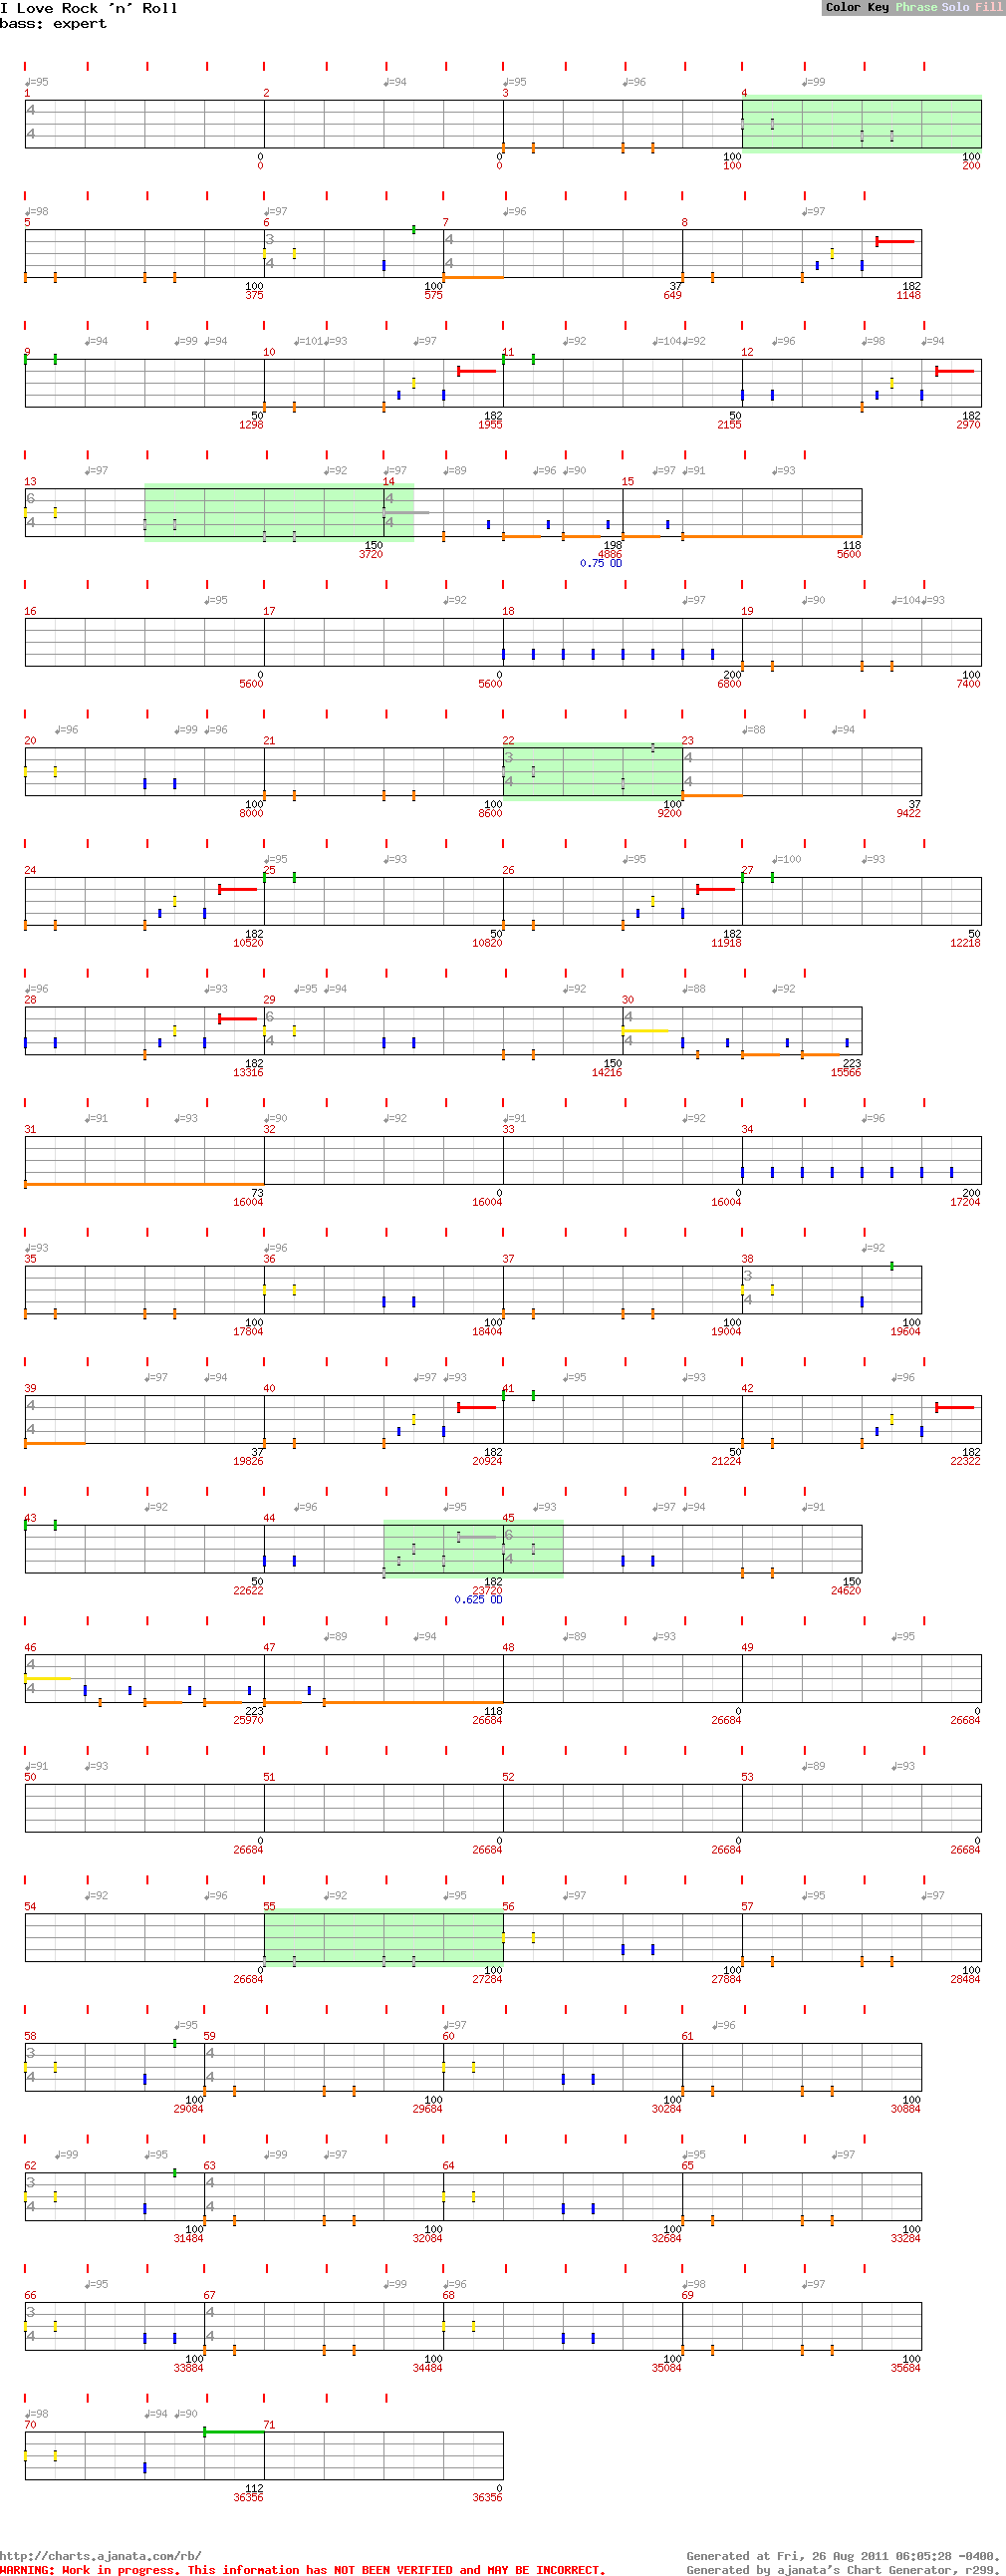 I Love Rock 'n' Roll
Color Key Phrase Solo Fill
bass: expert
♩=95 ♩=94 ♩=95 ♩=96 ♩=99
1 2 3 4
4
4
0 0 100 100
0 0 100 200
♩=98 ♩=97 ♩=96 ♩=97
5 6 7 8
3 4
4 4
100 100 37 182
375 575 649 1148
♩=94 ♩=99 ♩=94 ♩=101 ♩=93 ♩=97 ♩=92 ♩=104 ♩=92 ♩=96 ♩=98 ♩=94
9 10 11 12
50 182 50 182
1298 1955 2155 2970
♩=97 ♩=92 ♩=97 ♩=89 ♩=96 ♩=90 ♩=97 ♩=91 ♩=93
13 14 15
6 4
4 4
150 198 118
3720 4886 5600
0.75 OD
♩=95 ♩=92 ♩=97 ♩=90 ♩=104 ♩=93
16 17 18 19
0 0 200 100
5600 5600 6800 7400
♩=96 ♩=99 ♩=96 ♩=88 ♩=94
20 21 22 23
3 4
4 4
100 100 100 37
8000 8600 9200 9422
♩=95 ♩=93 ♩=95 ♩=100 ♩=93
24 25 26 27
182 50 182 50
10520 10820 11918 12218
♩=96 ♩=93 ♩=95 ♩=94 ♩=92 ♩=88 ♩=92
28 29 30
6 4
4 4
182 150 223
13316 14216 15566
♩=91 ♩=93 ♩=90 ♩=92 ♩=91 ♩=92 ♩=96
31 32 33 34
73 0 0 200
16004 16004 16004 17204
♩=93 ♩=96 ♩=92
35 36 37 38
3
4
100 100 100 100
17804 18404 19004 19604
♩=97 ♩=94 ♩=97 ♩=93 ♩=95 ♩=93 ♩=96
39 40 41 42
4
4
37 182 50 182
19826 20924 21224 22322
♩=92 ♩=96 ♩=95 ♩=93 ♩=97 ♩=94 ♩=91
43 44 45
6
4
50 182 150
22622 23720 24620
0.625 OD
♩=89 ♩=94 ♩=89 ♩=93 ♩=95
46 47 48 49
4
4
223 118 0 0
25970 26684 26684 26684
♩=91 ♩=93 ♩=89 ♩=93
50 51 52 53
0 0 0 0
26684 26684 26684 26684
♩=92 ♩=96 ♩=92 ♩=95 ♩=97 ♩=95 ♩=97
54 55 56 57
0 100 100 100
26684 27284 27884 28484
♩=95 ♩=97 ♩=96
58 59 60 61
3 4
4 4
100 100 100 100
29084 29684 30284 30884
♩=99 ♩=95 ♩=99 ♩=97 ♩=95 ♩=97
62 63 64 65
3 4
4 4
100 100 100 100
31484 32084 32684 33284
♩=95 ♩=99 ♩=96 ♩=98 ♩=97
66 67 68 69
3 4
4 4
100 100 100 100
33884 34484 35084 35684
♩=98 ♩=94 ♩=90
70 71
112 0
36356 36356
http://charts.ajanata.com/rb/
Generated at Fri, 26 Aug 2011 06:05:28 -0400.
WARNING: Work in progress. This information has NOT BEEN VERIFIED and MAY BE INCORRECT.
Generated by ajanata's Chart Generator, r299.